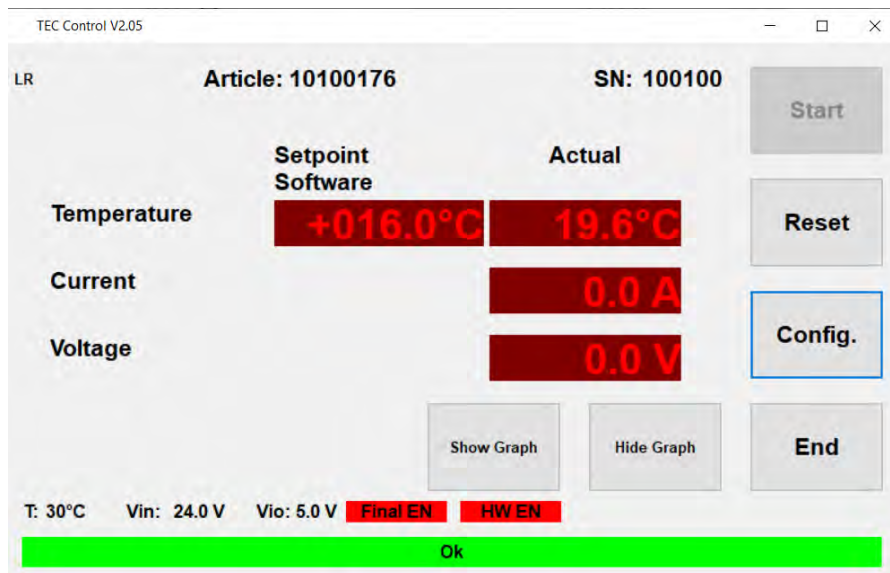 TEC Control V2.05
LR Article: 10100176 SN: 100100
Start
Setpoint Actual
Software
Temperature +016.0°C 19.6°C Reset
Current 0.0 A
Config.
Voltage 0.0 V
Show Graph Hide Graph End
T: 30°C Vin: 24.0 V Vio: 5.0 V Final EN HW EN
Ok